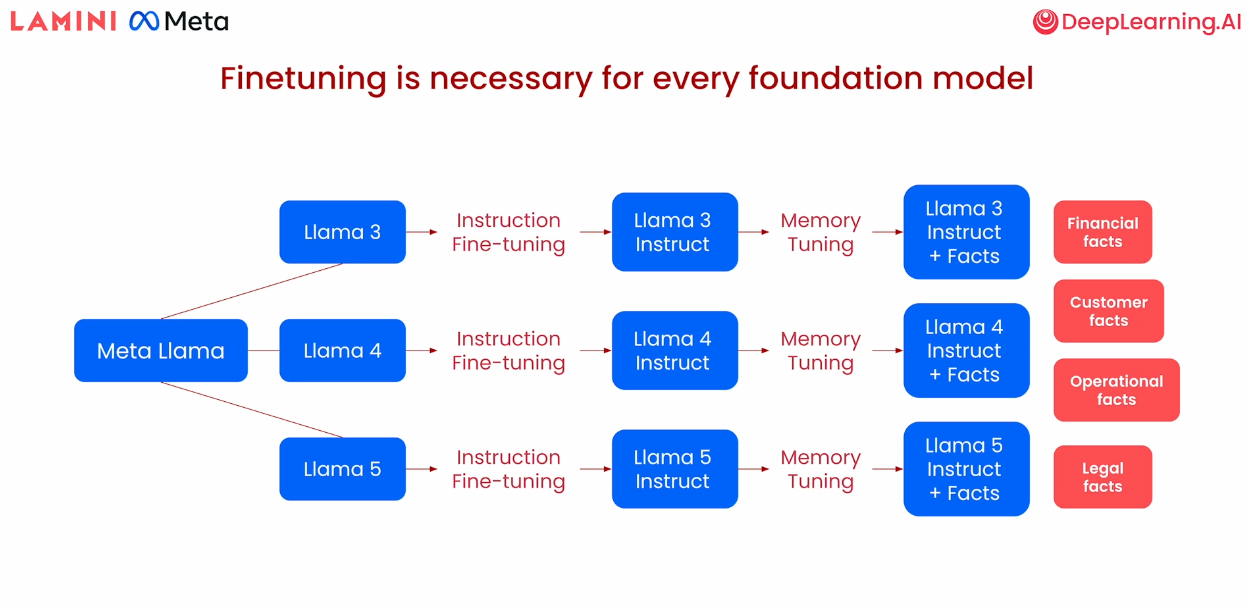 LAMINI Meta
DeepLearning.AI
Finetuning is necessary for every foundation model
Meta Llama
Llama 3
Instruction
Fine-tuning
Llama 3
Instruct
Memory
Tuning
Llama 3
Instruct
+ Facts
Llama 4
Instruction
Fine-tuning
Llama 4
Instruct
Memory
Tuning
Llama 4
Instruct
+ Facts
Llama 5
Instruction
Fine-tuning
Llama 5
Instruct
Memory
Tuning
Llama 5
Instruct
+ Facts
Financial
facts
Customer
facts
Operational
facts
Legal
facts